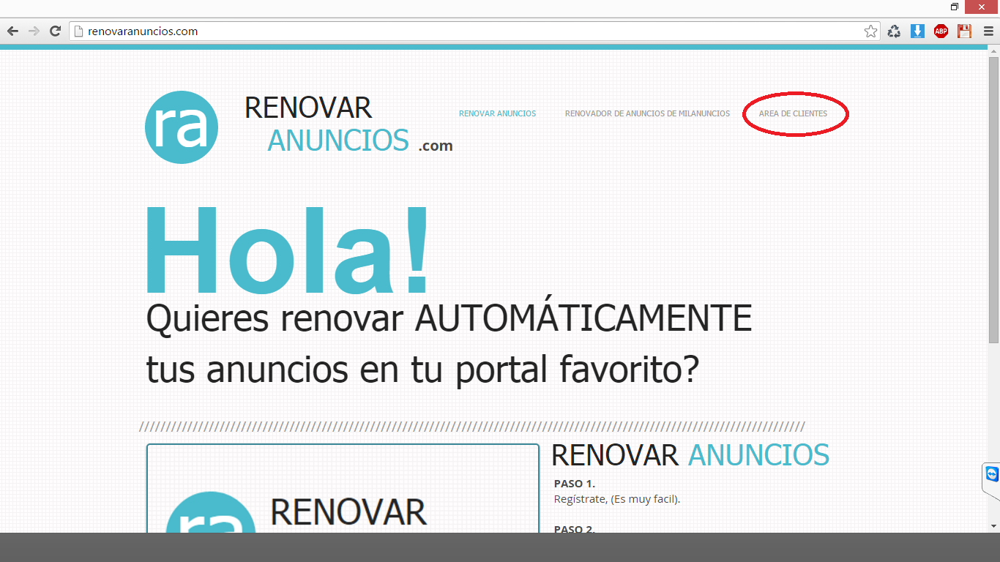 renovaranuncios.com
ABP
ra
RENOVAR
ANUNCIOS .com
RENOVAR ANUNCIOS
RENOVADOR DE ANUNCIOS DE MILANUNCIOS
AREA DE CLIENTES
Hola!
Quieres renovar AUTOMÁTICAMENTE
tus anuncios en tu portal favorito?
////////////////////////////////////////////////////////////////////////////////////////////////////////////////////////////////
ra
RENOVAR
RENOVAR ANUNCIOS
PASO 1.
Regístrate, (Es muy facil).
PASO 2.